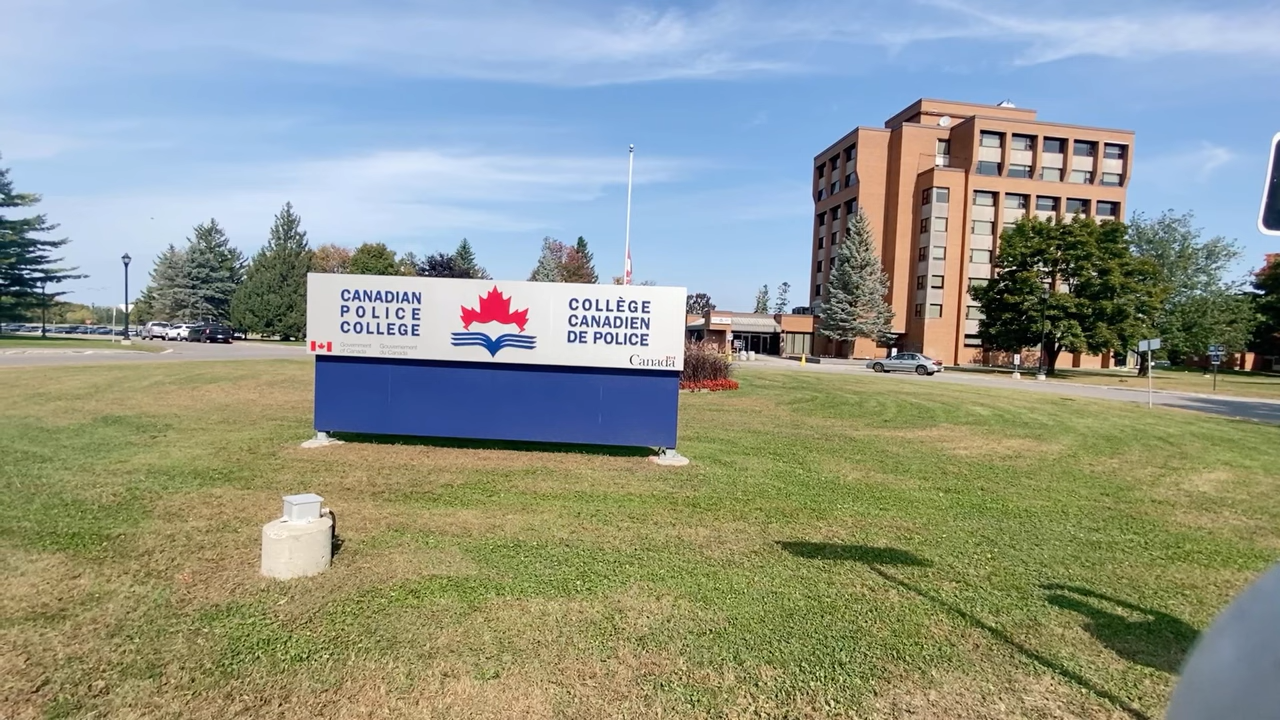 CANADIAN
POLICE
COLLEGE
COLLÈGE
CANADIEN
DE POLICE
Government
of Canada
Gouvernement
du Canada
Canada